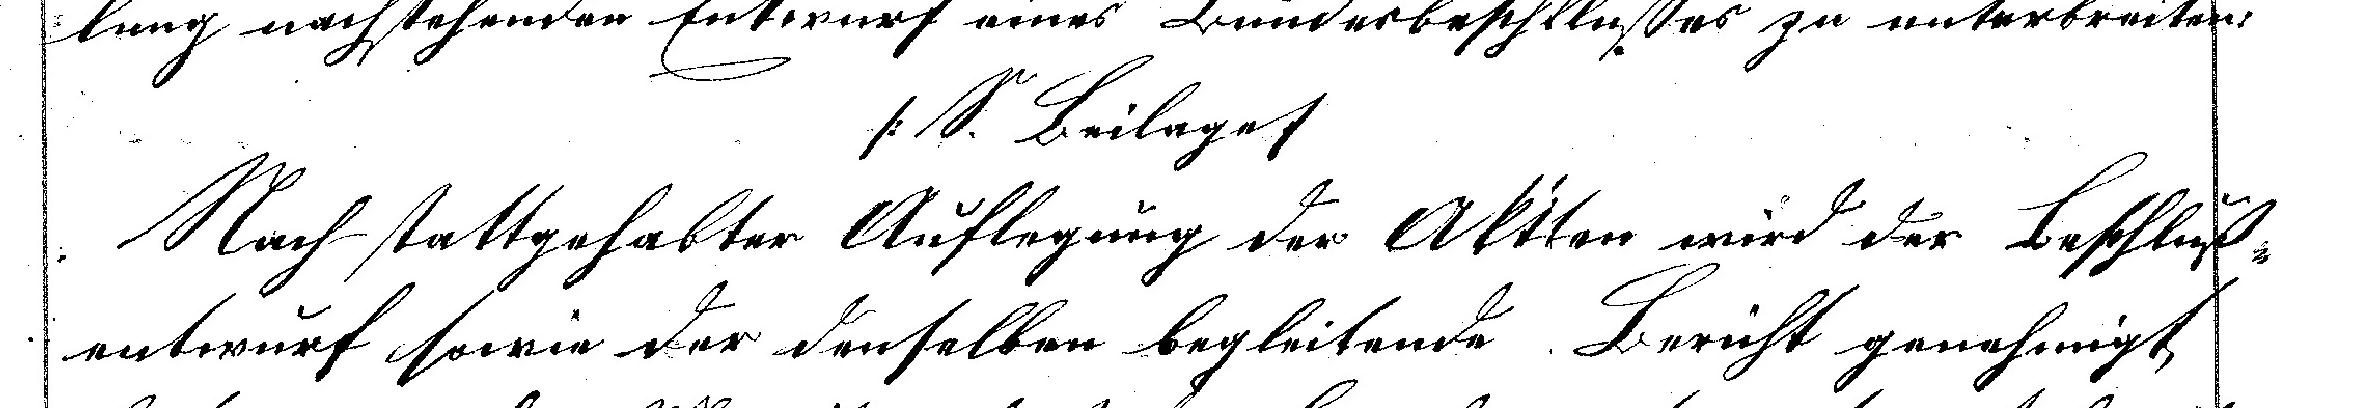 lung nachstehenden Entwurf eines Bundesbeschlusses zu unterbreiten:
/: S. Beilage /
Nach stattgehabter Auflegung der Akten wird der Beschluß-
entwurf sowie der denselben begleitende Bericht genehmigt